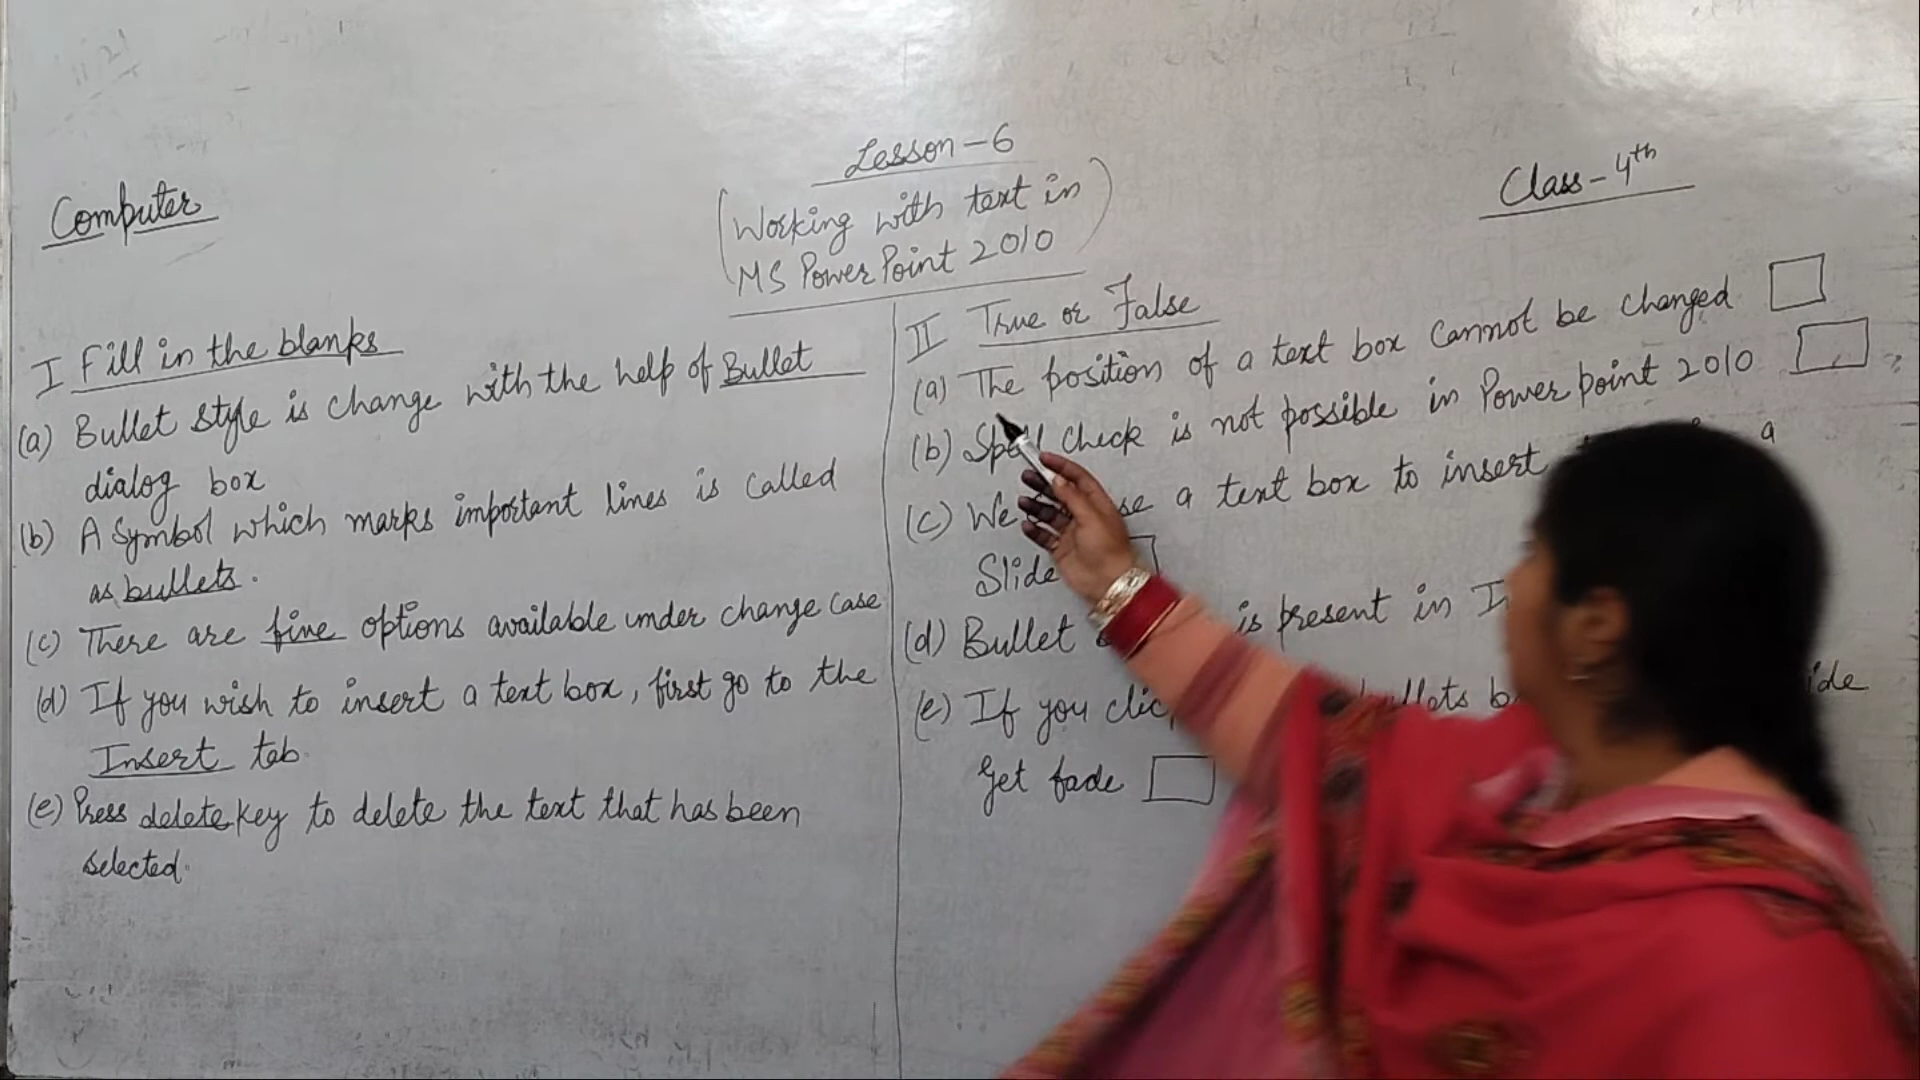 Computer
Lesson-6
(Working with text in
MS PowerPoint 2010)
Class-4th
I Fill in the blanks
(a) Bullet style is change with the help of Bullet
dialog box
(b) A Symbol which marks important lines is called
as bullets.
(c) There are five options available under change case
(d) If you wish to insert a text box, first go to the
Insert tab.
(e) Press delete key to delete the text that has been
selected.
II True or False
(a) The position of a text box cannot be changed
(b) Spell check is not possible in Powerpoint 2010
(c) We a text box to insert a
Slide
(d) Bullet is present in
(e) If you bullets
Get fade